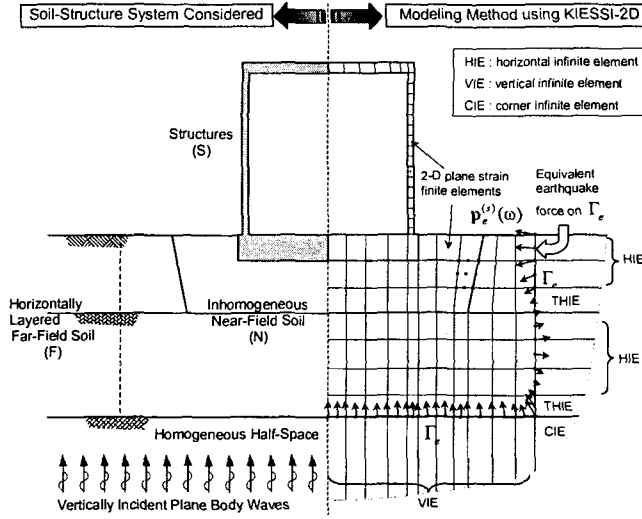 Soil-Structure System Considered
Modeling Method using KIESSI-2D
HIE : horizontal infinite element
VIE : vertical infinite element
CIE : corner infinite element
Structures
(S)
2-D plane strain
finite elements
Equivalent
earthquake
force on Γe
pe(s)(ω)
HIE
Γe
THIE
Horizontally
Layered
Far-Field Soil
(F)
Inhomogeneous
Near-Field Soil
(N)
HIE
THIE
Homogeneous Half-Space
Γe
CIE
Vertically Incident Plane Body Waves
VIE